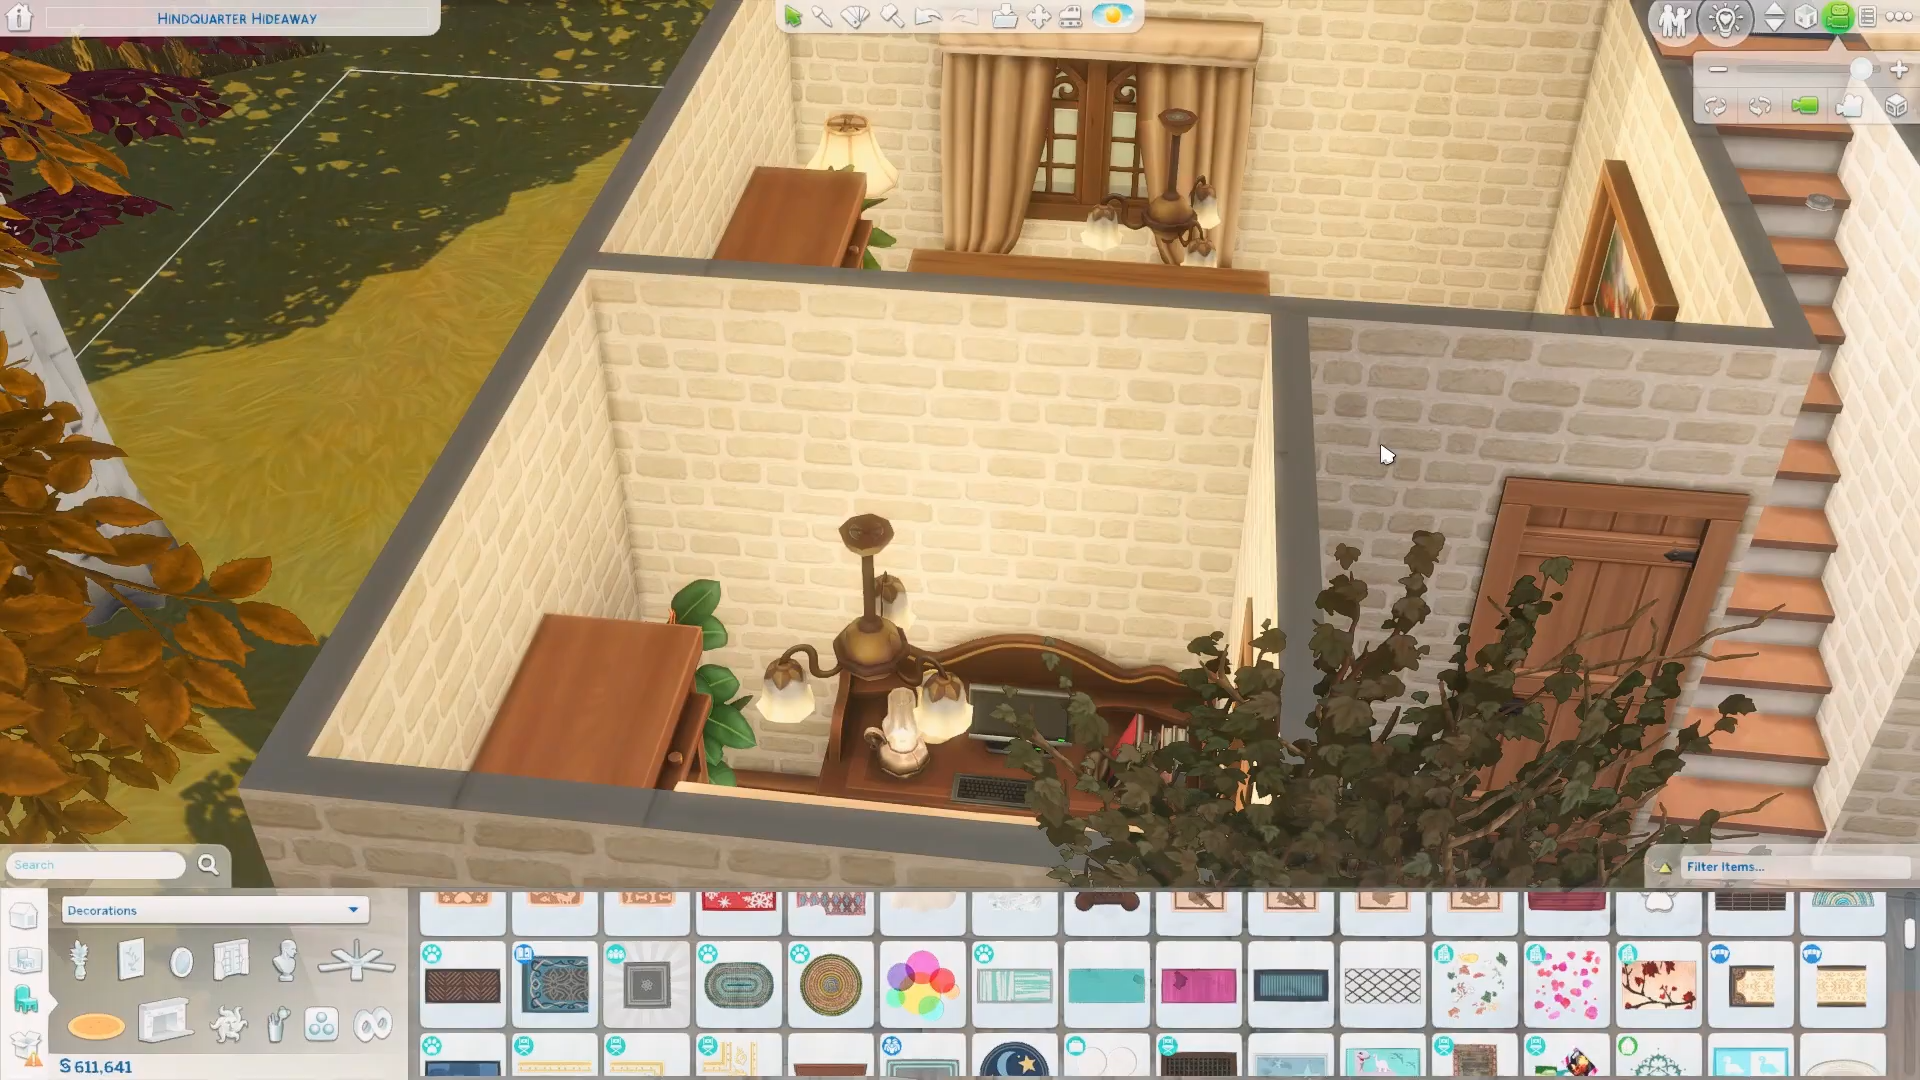 Hindquarter Hideaway
Search
Filter Items...
Decorations
§611,641